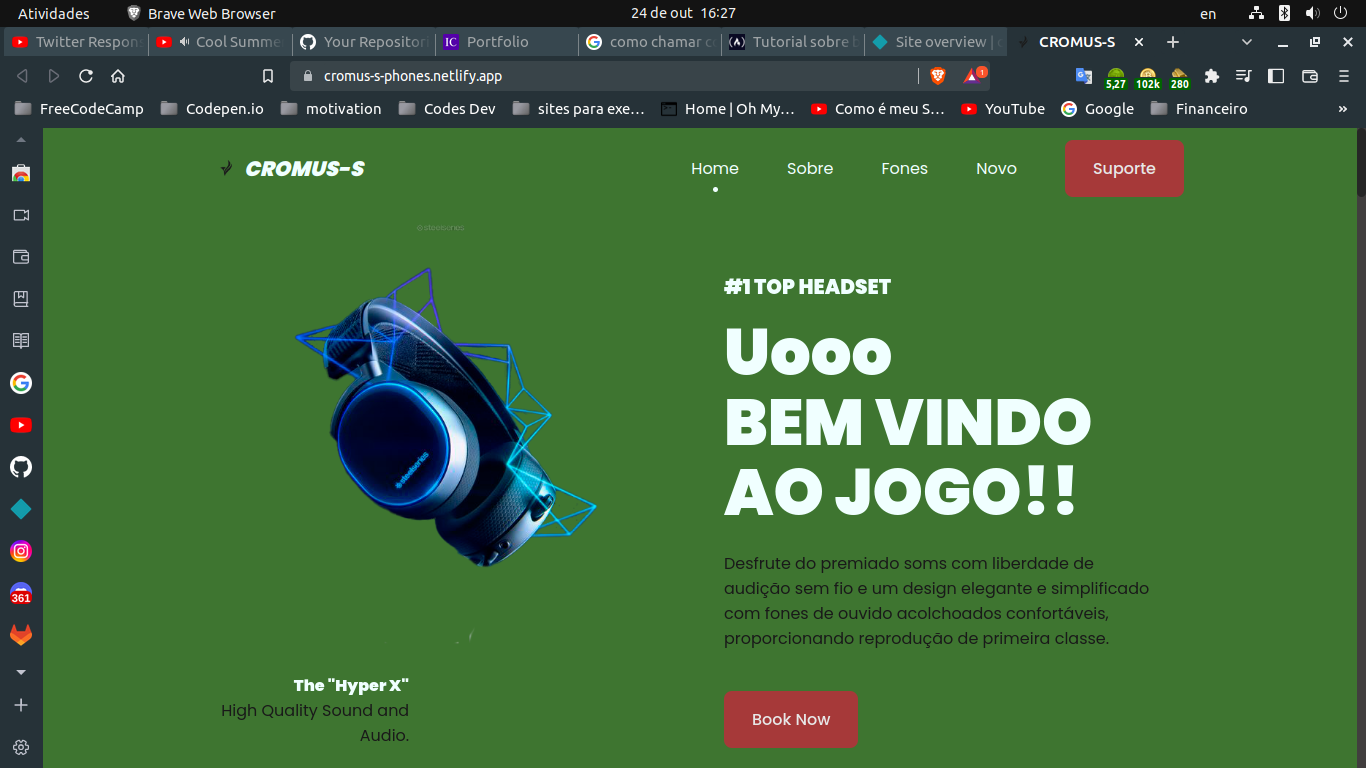 Atividades
Brave Web Browser
24 de out 16:27
en
Twitter Respon
Cool Summe
Your Repositori
IC Portfolio
como chamar c
Tutorial sobre b
Site overview | c
CROMUS-S
cromus-s-phones.netlify.app
1
5,27
102k
280
FreeCodeCamp
Codepen.io
motivation
Codes Dev
sites para exe...
Home | Oh My...
Como é meu S...
YouTube
Google
Financeiro
»
361
CROMUS-S
Home
Sobre
Fones
Novo
Suporte
steelseries
steelseries
#1 TOP HEADSET
Uooo
BEM VINDO
AO JOGO!!
Desfrute do premiado soms com liberdade de
audição sem fio e um design elegante e simplificado
com fones de ouvido acolchoados confortáveis,
proporcionando reprodução de primeira classe.
The "Hyper X"
High Quality Sound and
Audio.
Book Now